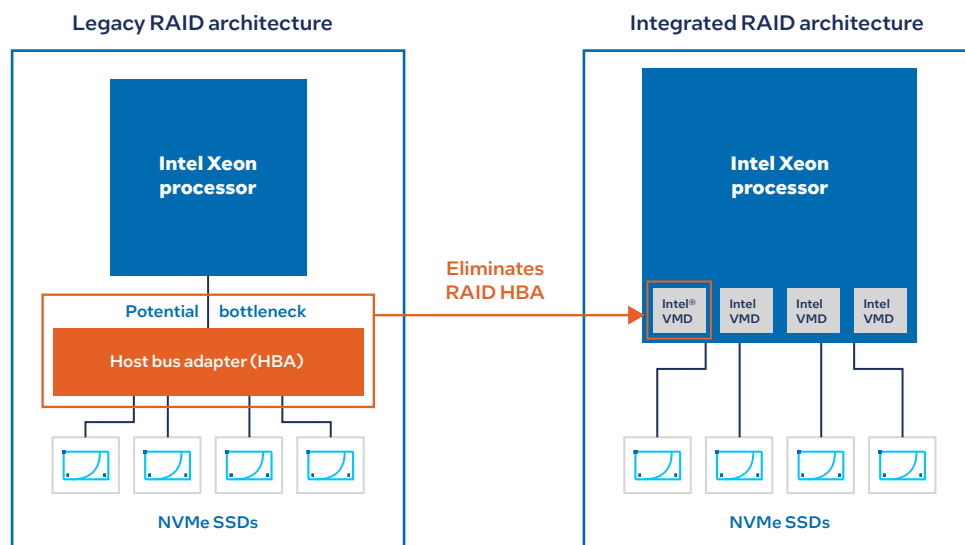 Legacy RAID architecture
Intel Xeon
processor
Potential bottleneck
Host bus adapter (HBA)
NVMe SSDs
Eliminates
RAID HBA
Integrated RAID architecture
Intel Xeon
processor
Intel®
VMD
Intel
VMD
Intel
VMD
Intel
VMD
NVMe SSDs